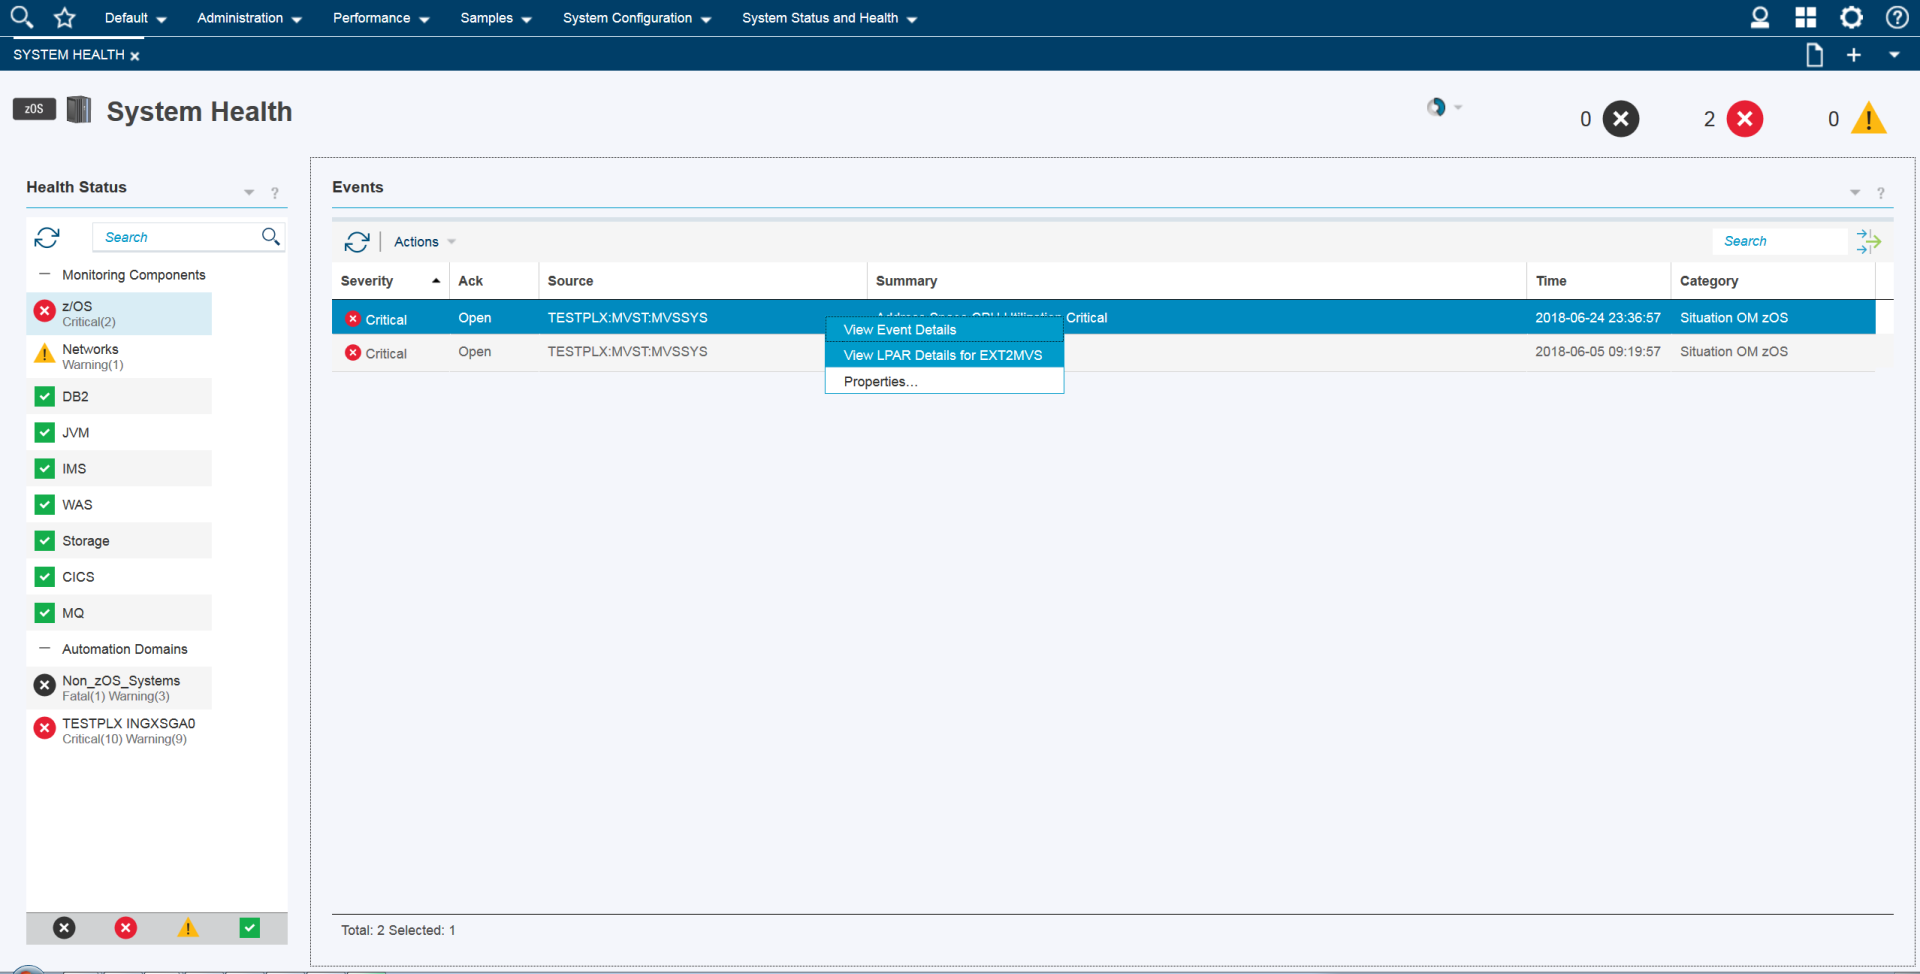 Default Administration Performance Samples System Configuration System Status and Health
SYSTEM HEALTH
zOS System Health
0 2 0
Health Status
Search
Monitoring Components
z/OS
Critical(2)
Networks
Warning(1)
DB2
JVM
IMS
WAS
Storage
CICS
MQ
Automation Domains
Non_zOS_Systems
Fatal(1) Warning(3)
TESTPLX INGXSGA0
Critical(10) Warning(9)
Events
Actions Search
Severity Ack Source Summary Time Category
Critical Open TESTPLX:MVST:MVSSYS Address Space CPU Utilization Critical 2018-06-24 23:36:57 Situation OM zOS
Critical Open TESTPLX:MVST:MVSSYS 2018-06-05 09:19:57 Situation OM zOS
View Event Details
View LPAR Details for EXT2MVS
Properties...
Total: 2 Selected: 1